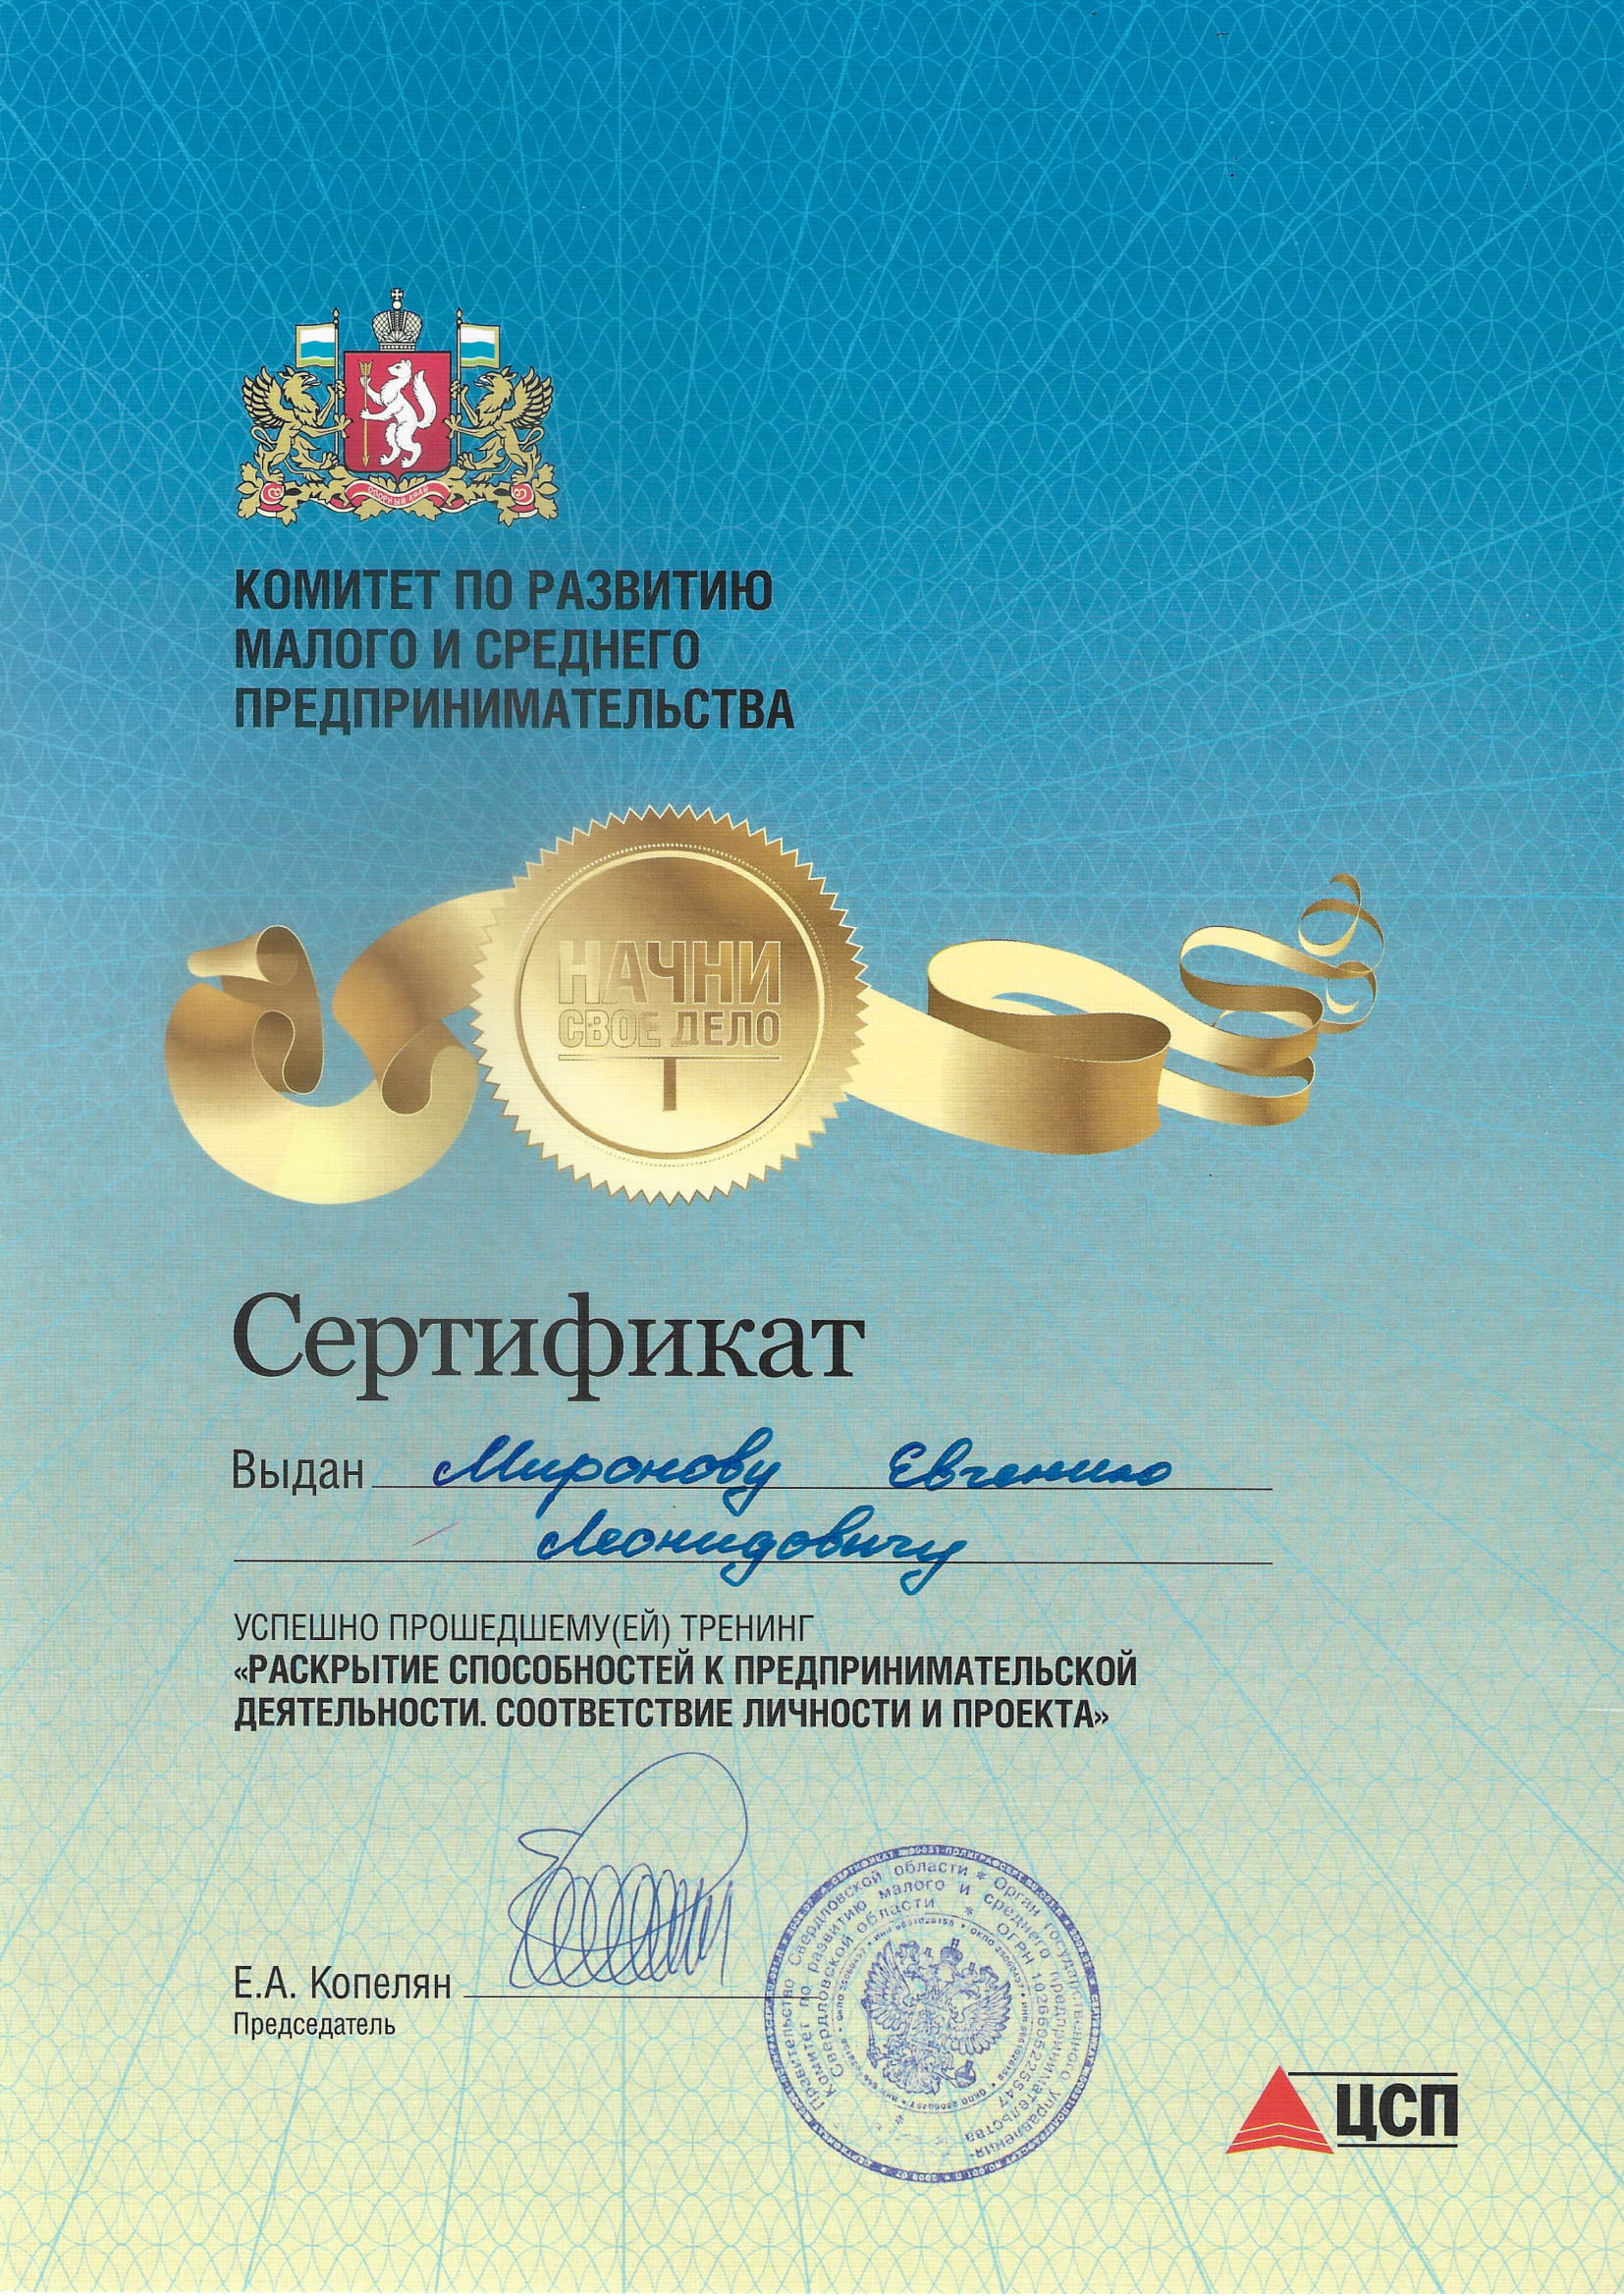 ОПОРНЫЙ КРАЙ
КОМИТЕТ ПО РАЗВИТИЮ
МАЛОГО И СРЕДНЕГО
ПРЕДПРИНИМАТЕЛЬСТВА
НАЧНИ
СВОЕ ДЕЛО
Сертификат
Выдан Миронову Евгению
Леонидовичу
УСПЕШНО ПРОШЕДШЕМУ(ЕЙ) ТРЕНИНГ
«РАСКРЫТИЕ СПОСОБНОСТЕЙ К ПРЕДПРИНИМАТЕЛЬСКОЙ
ДЕЯТЕЛЬНОСТИ. СООТВЕТСТВИЕ ЛИЧНОСТИ И ПРОЕКТА»
Е.А. Копелян
Председатель
Правительство Свердловской области * Орган государственного управления
Комитет по развитию малого и среднего предпринимательства
Свердловской области * ОГРН 1026605225547
ЦСП